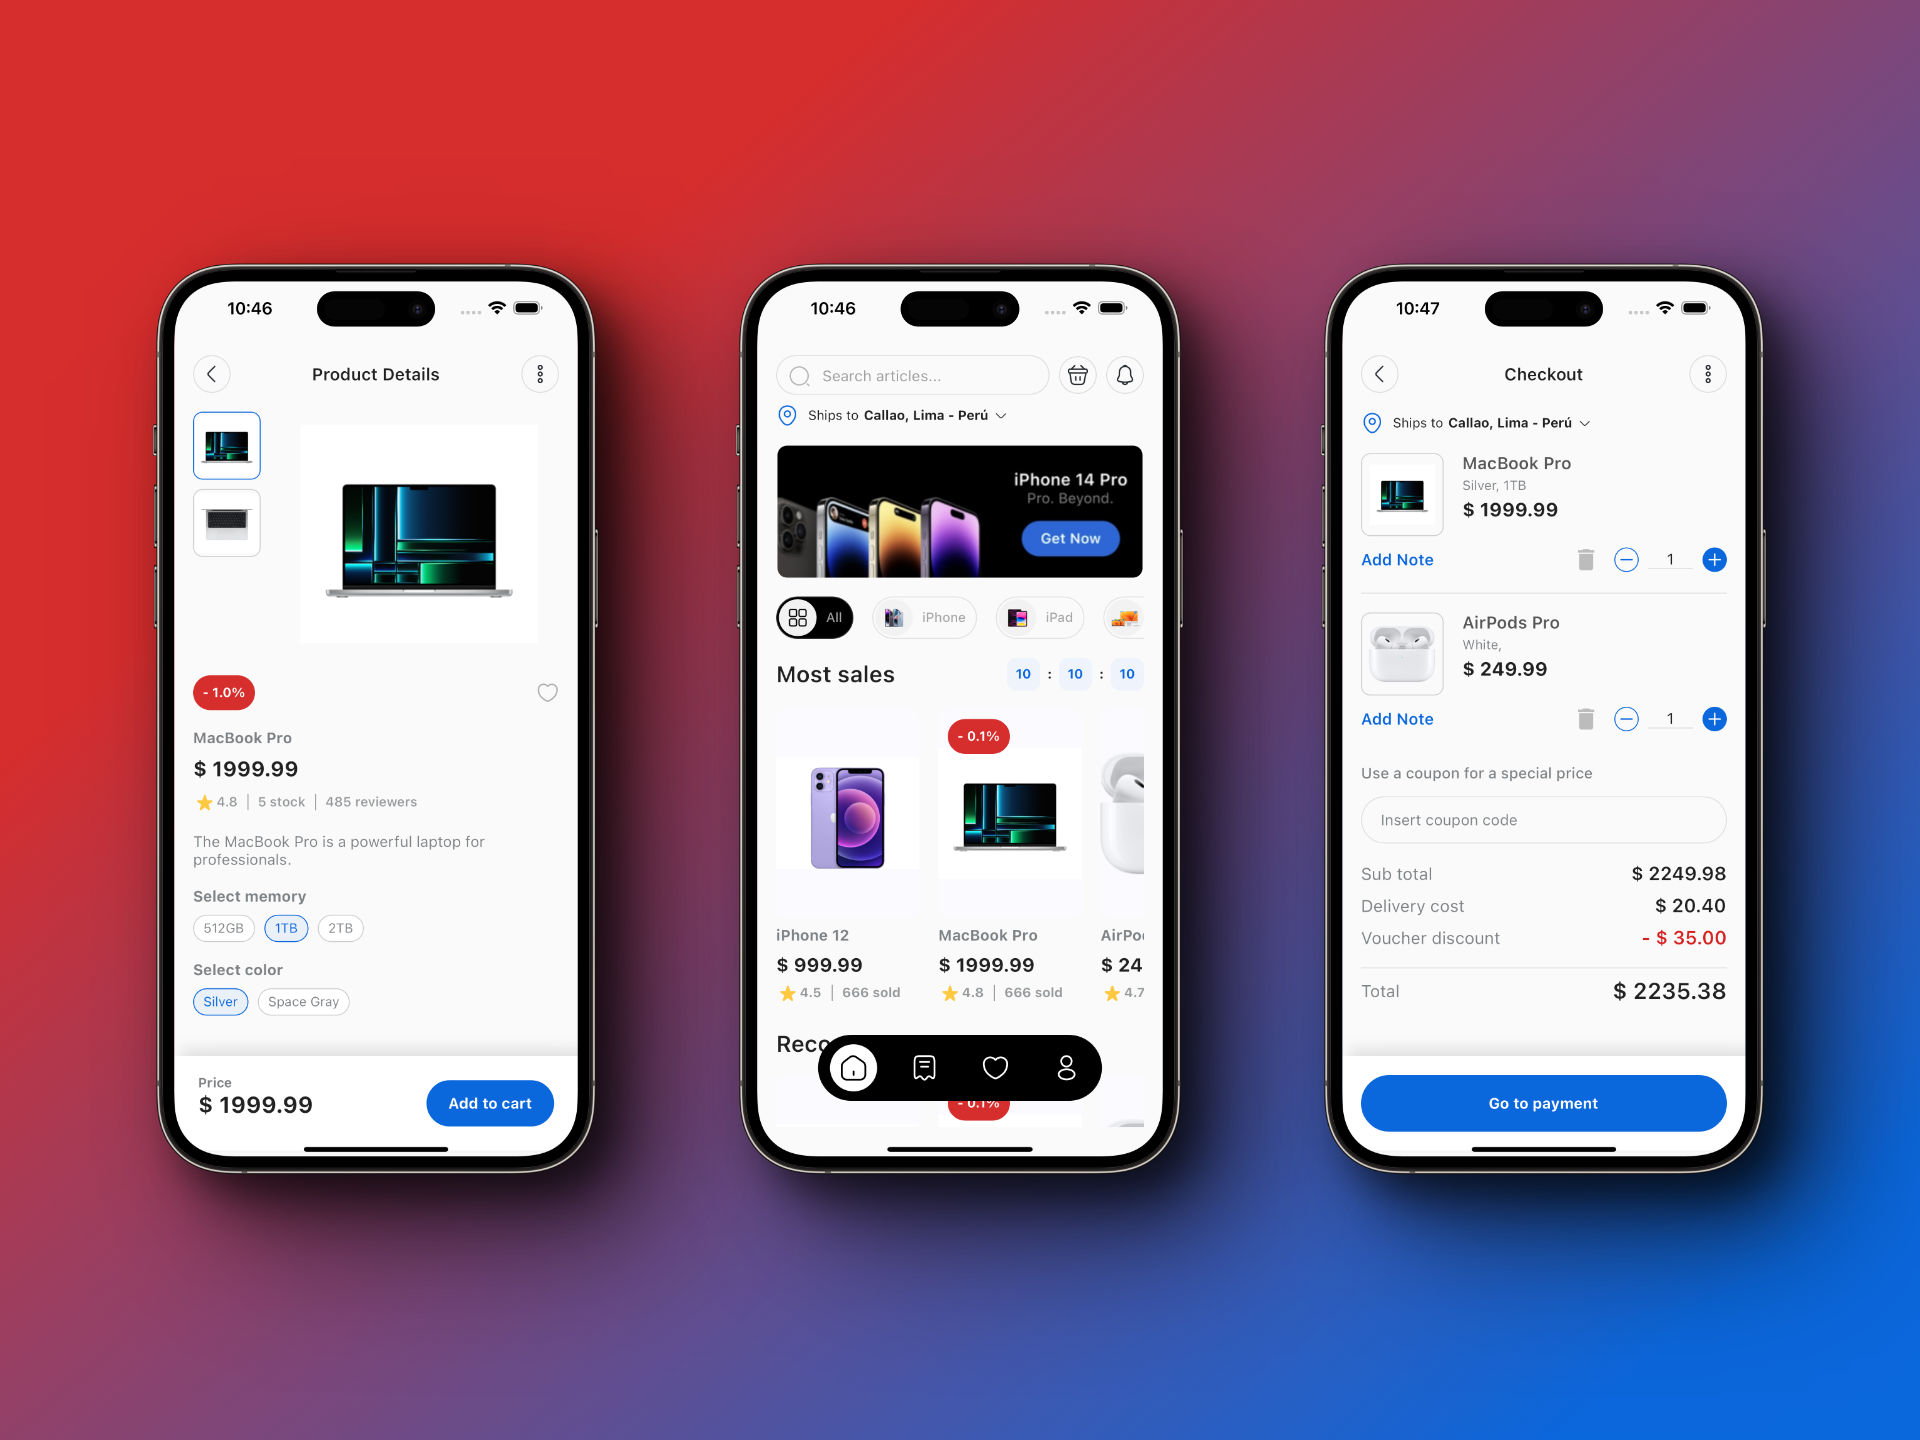 10:46
Product Details
- 1.0%
MacBook Pro
$ 1999.99
4.8 | 5 stock | 485 reviewers
The MacBook Pro is a powerful laptop for
professionals.
Select memory
512GB 1TB 2TB
Select color
Silver Space Gray
Price
$ 1999.99
Add to cart
10:46
Search articles...
Ships to Callao, Lima - Perú
iPhone 14 Pro
Pro. Beyond.
Get Now
All iPhone iPad
Most sales 10 : 10 : 10
- 0.1%
iPhone 12 MacBook Pro AirPo
$ 999.99 $ 1999.99 $ 24
4.5 | 666 sold 4.8 | 666 sold 4.7
Reco
- 0.1%
10:47
Checkout
Ships to Callao, Lima - Perú
MacBook Pro
Silver, 1TB
$ 1999.99
Add Note 1
AirPods Pro
White,
$ 249.99
Add Note 1
Use a coupon for a special price
Insert coupon code
Sub total $ 2249.98
Delivery cost $ 20.40
Voucher discount - $ 35.00
Total $ 2235.38
Go to payment